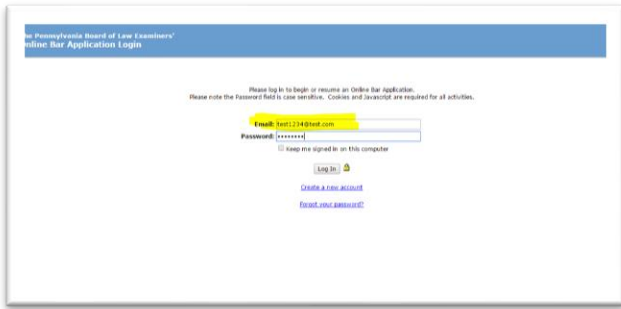 he Pennsylvania Board of Law Examiners'
nline Bar Application Login
Please log in to begin or resume an Online Bar Application.
Please note the Password field is case sensitive. Cookies and Javascript are required for all activities.
Email: test1234@test.com
Password: ••••••••
Keep me signed in on this computer
Log In
Create a new account
Forgot your password?